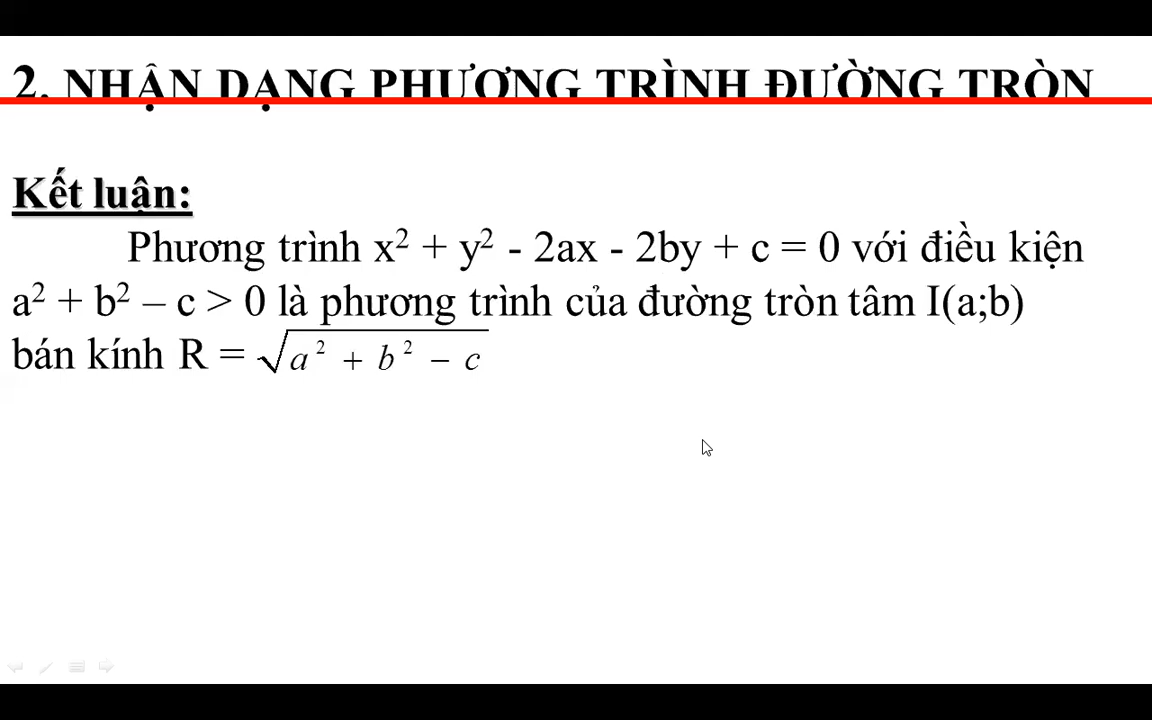 2. NHẬN DẠNG PHƯƠNG TRÌNH ĐƯỜNG TRÒN
Kết luận:
Phương trình x² + y² - 2ax - 2by + c = 0 với điều kiện
a² + b² – c > 0 là phương trình của đường tròn tâm I(a;b)
bán kính R = √(a² + b² − c)